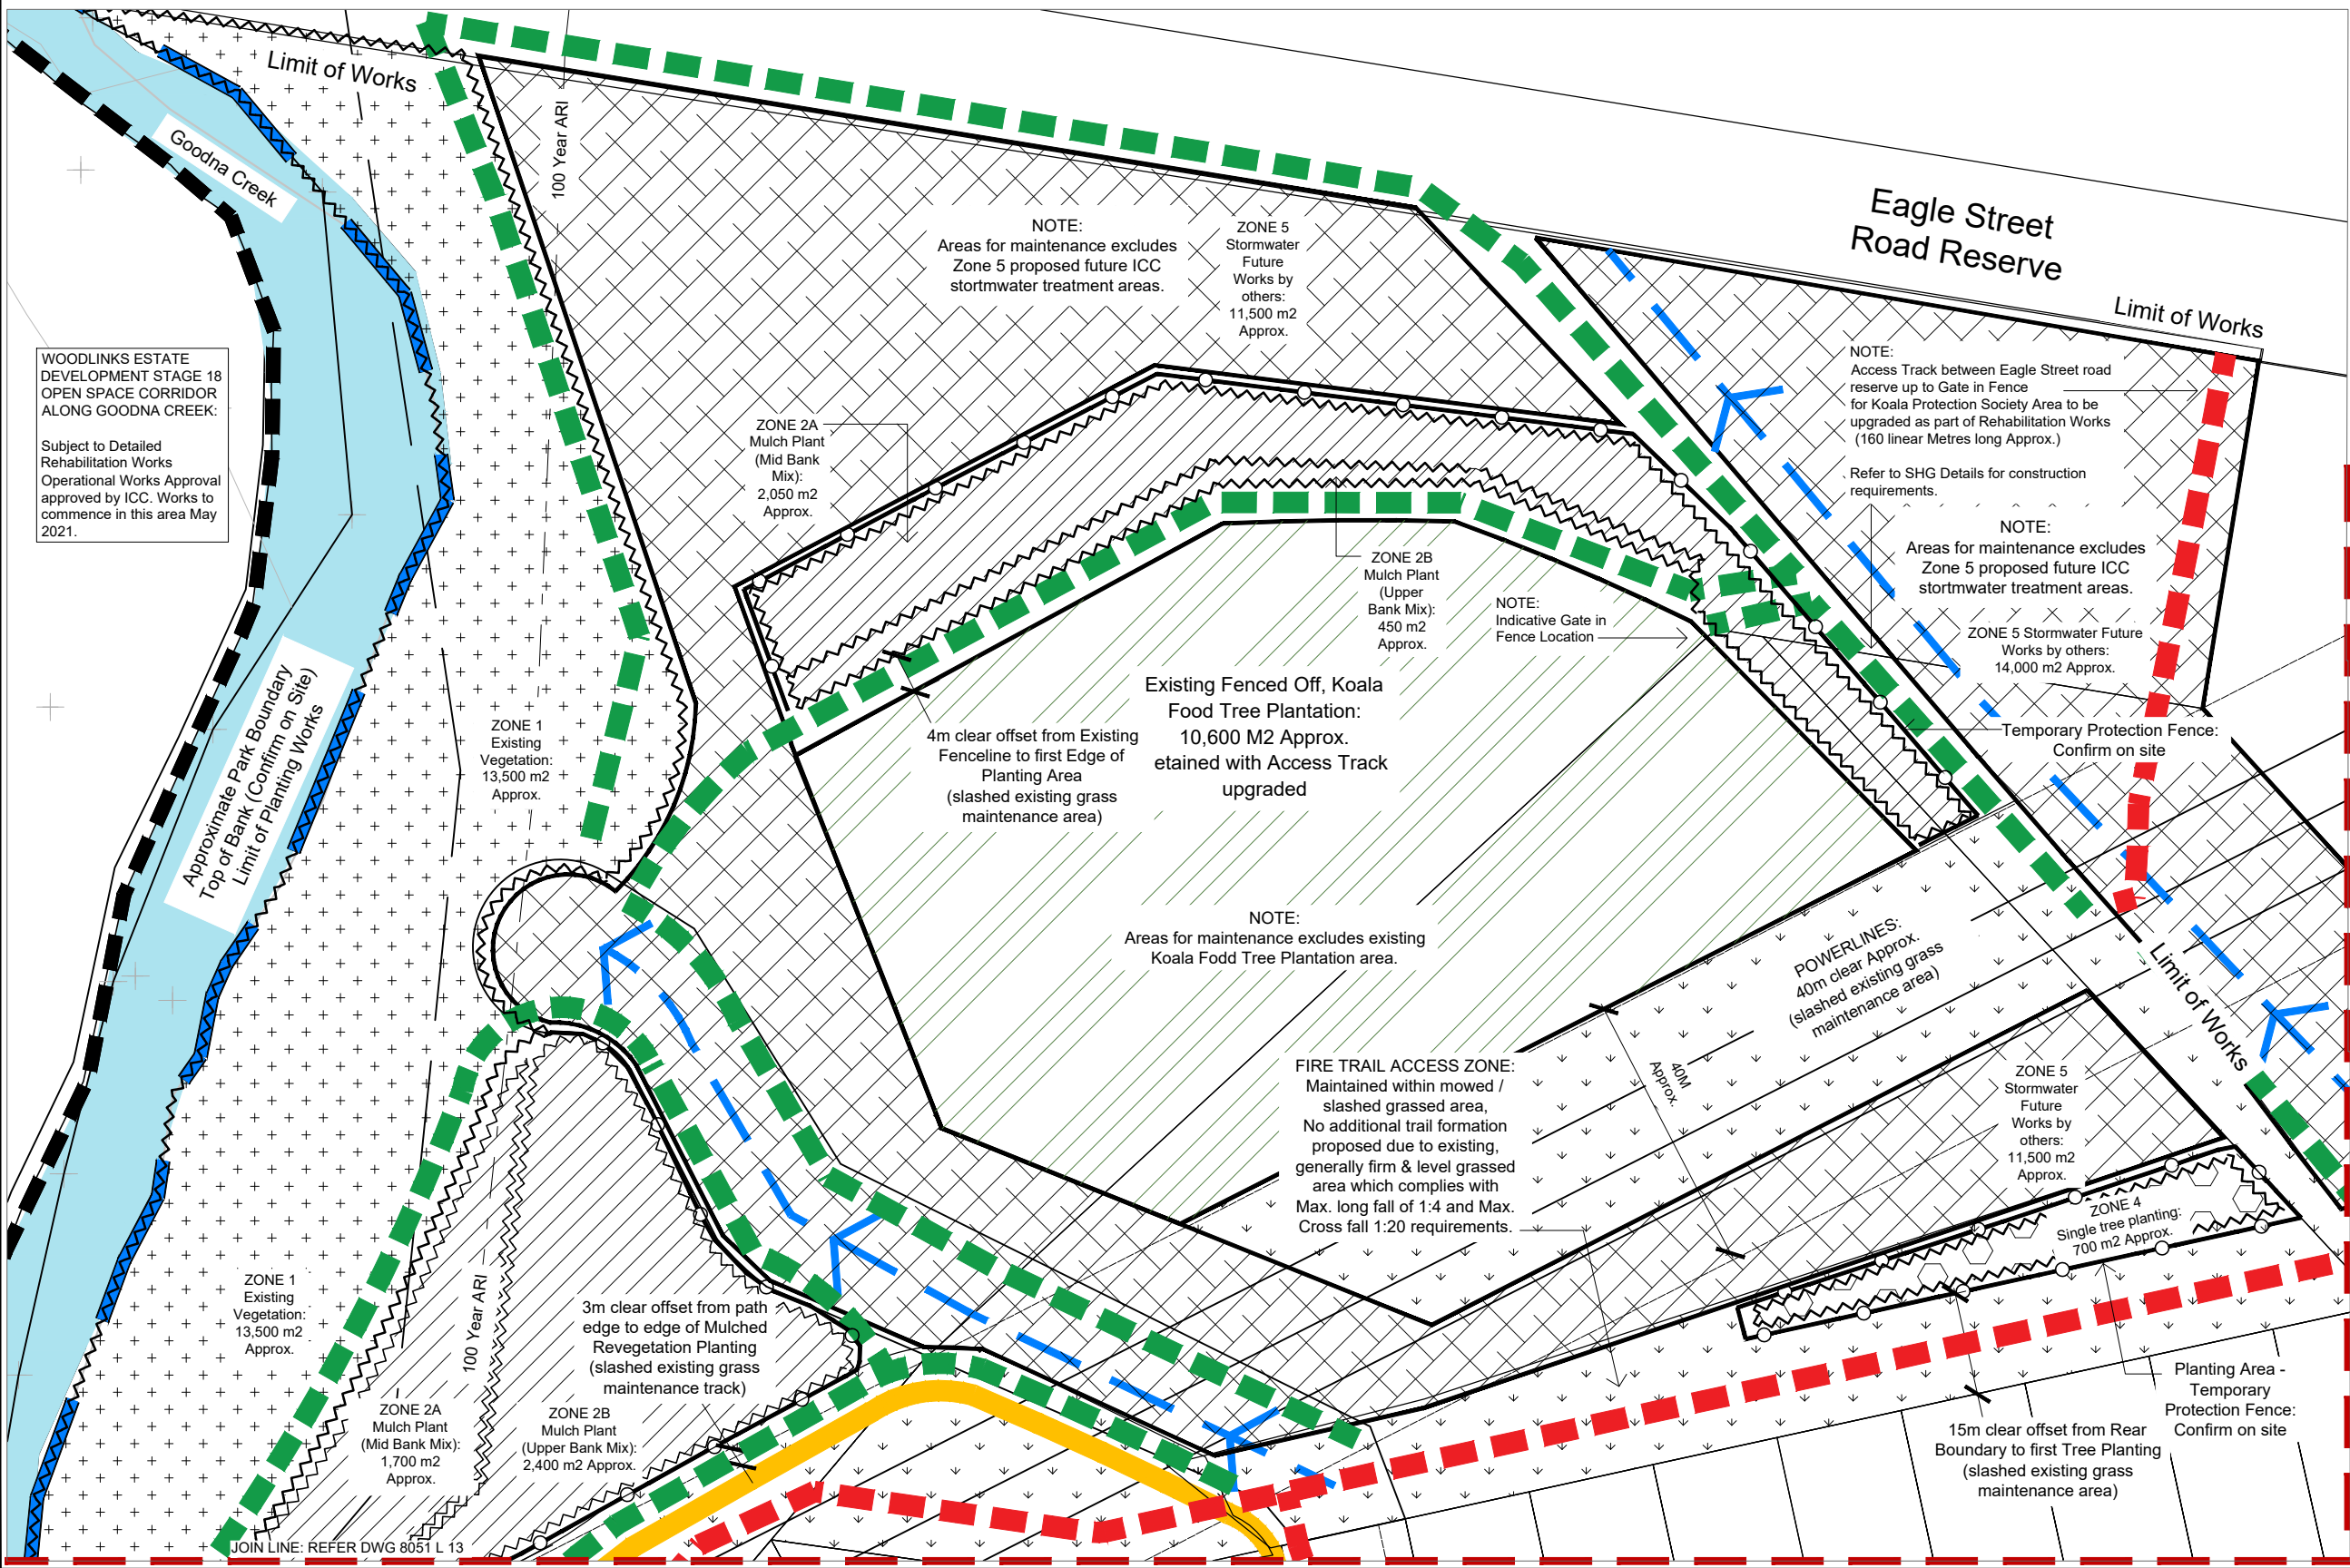 Limit of Works
Goodna Creek
100 Year ARI
Eagle Street
Road Reserve
Limit of Works
NOTE:
Areas for maintenance excludes
Zone 5 proposed future ICC
stortmwater treatment areas.
ZONE 5
Stormwater
Future
Works by
others:
11,500 m2
Approx.
WOODLINKS ESTATE
DEVELOPMENT STAGE 18
OPEN SPACE CORRIDOR
ALONG GOODNA CREEK:
Subject to Detailed
Rehabilitation Works
Operational Works Approval
approved by ICC. Works to
commence in this area May
2021.
NOTE:
Access Track between Eagle Street road
reserve up to Gate in Fence
for Koala Protection Society Area to be
upgraded as part of Rehabilitation Works
(160 linear Metres long Approx.)
Refer to SHG Details for construction
requirements.
ZONE 2A
Mulch Plant
(Mid Bank
Mix):
2,050 m2
Approx.
NOTE:
Areas for maintenance excludes
Zone 5 proposed future ICC
stortmwater treatment areas.
ZONE 2B
Mulch Plant
(Upper
Bank Mix):
450 m2
Approx.
NOTE:
Indicative Gate in
Fence Location
ZONE 5 Stormwater Future
Works by others:
14,000 m2 Approx.
Approximate Park Boundary
Top of Bank (Confirm on Site)
Limit of Planting Works
ZONE 1
Existing
Vegetation:
13,500 m2
Approx.
4m clear offset from Existing
Fenceline to first Edge of
Planting Area
(slashed existing grass
maintenance area)
Existing Fenced Off, Koala
Food Tree Plantation:
10,600 M2 Approx.
etained with Access Track
upgraded
Temporary Protection Fence:
Confirm on site
NOTE:
Areas for maintenance excludes existing
Koala Fodd Tree Plantation area.
POWERLINES:
40m clear Approx.
(slashed existing grass
maintenance area)
Limit of Works
40M
Approx.
FIRE TRAIL ACCESS ZONE:
Maintained within mowed /
slashed grassed area,
No additional trail formation
proposed due to existing,
generally firm & level grassed
area which complies with
Max. long fall of 1:4 and Max.
Cross fall 1:20 requirements.
ZONE 5
Stormwater
Future
Works by
others:
11,500 m2
Approx.
ZONE 4
Single tree planting:
700 m2 Approx.
ZONE 1
Existing
Vegetation:
13,500 m2
Approx.
100 Year ARI
3m clear offset from path
edge to edge of Mulched
Revegetation Planting
(slashed existing grass
maintenance track)
ZONE 2A
Mulch Plant
(Mid Bank Mix):
1,700 m2
Approx.
ZONE 2B
Mulch Plant
(Upper Bank Mix):
2,400 m2 Approx.
Planting Area -
Temporary
Protection Fence:
Confirm on site
15m clear offset from Rear
Boundary to first Tree Planting
(slashed existing grass
maintenance area)
JOIN LINE: REFER DWG 8051 L 13